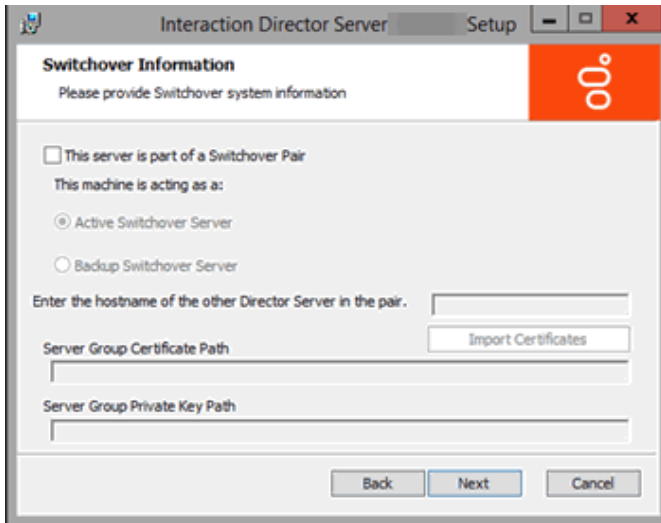 Interaction Director Server Setup
Switchover Information
Please provide Switchover system information
This server is part of a Switchover Pair
This machine is acting as a:
Active Switchover Server
Backup Switchover Server
Enter the hostname of the other Director Server in the pair.
Import Certificates
Server Group Certificate Path
Server Group Private Key Path
Back Next Cancel